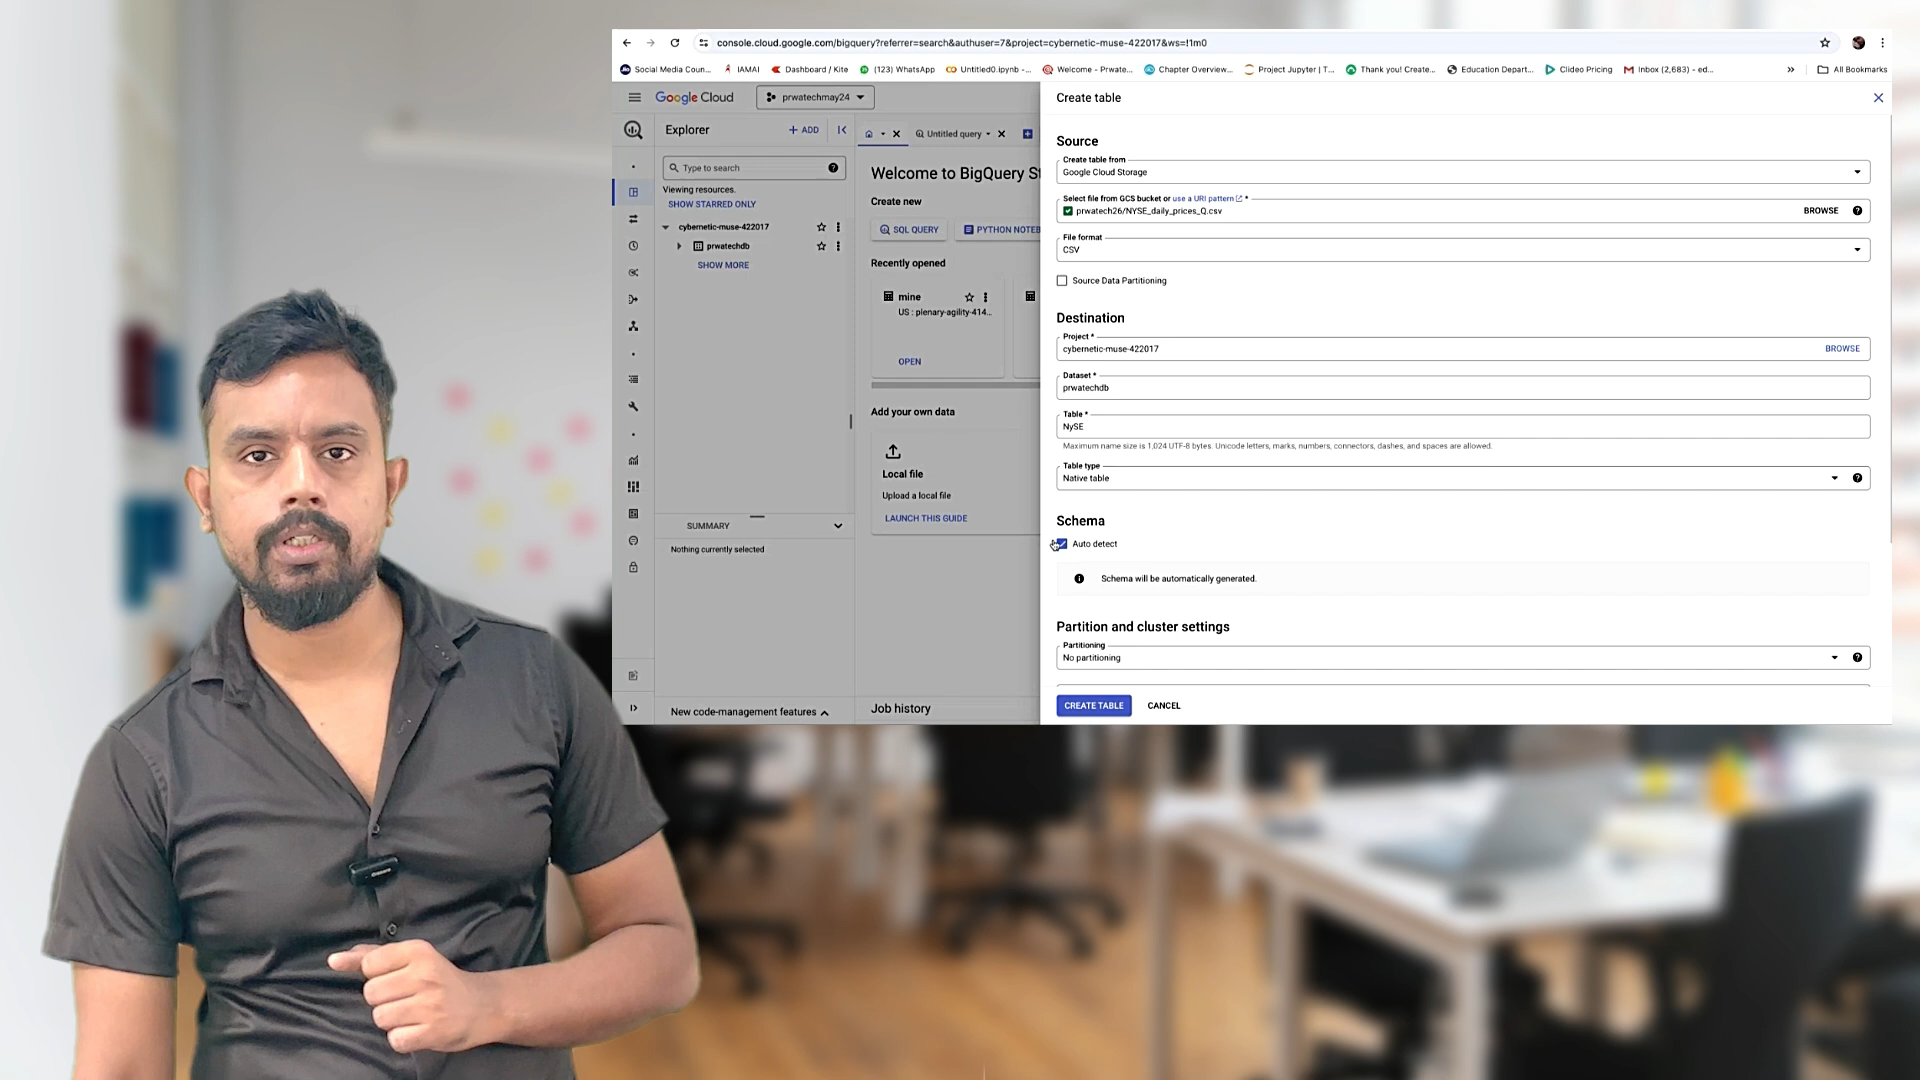 console.cloud.google.com/bigquery?referrer=search&authuser=7&project=cybernetic-muse-422017&ws=!1m0
Social Media Coun... IAMAI Dashboard / Kite (123) WhatsApp Untitled0.ipynb -... Welcome - Prwate... Chapter Overview... Project Jupyter | T... Thank you! Create... Education Depart... Clideo Pricing Inbox (2,683) - ed... » All Bookmarks
Google Cloud prwatechmay24
Explorer + ADD
Untitled query
Type to search
Viewing resources.
SHOW STARRED ONLY
cybernetic-muse-422017
prwatechdb
SHOW MORE
SUMMARY
Nothing currently selected
New code-management features
Welcome to BigQuery St
Create new
SQL QUERY PYTHON NOTEB
Recently opened
mine
US : plenary-agility-414...
OPEN
Add your own data
Local file
Upload a local file
LAUNCH THIS GUIDE
Job history
Create table
Source
Create table from
Google Cloud Storage
Select file from GCS bucket or use a URI pattern *
prwatech26/NYSE_daily_prices_Q.csv BROWSE
File format
CSV
Source Data Partitioning
Destination
Project *
cybernetic-muse-422017 BROWSE
Dataset *
prwatechdb
Table *
NySE
Maximum name size is 1,024 UTF-8 bytes. Unicode letters, marks, numbers, connectors, dashes, and spaces are allowed.
Table type
Native table
Schema
Auto detect
Schema will be automatically generated.
Partition and cluster settings
Partitioning
No partitioning
CREATE TABLE CANCEL